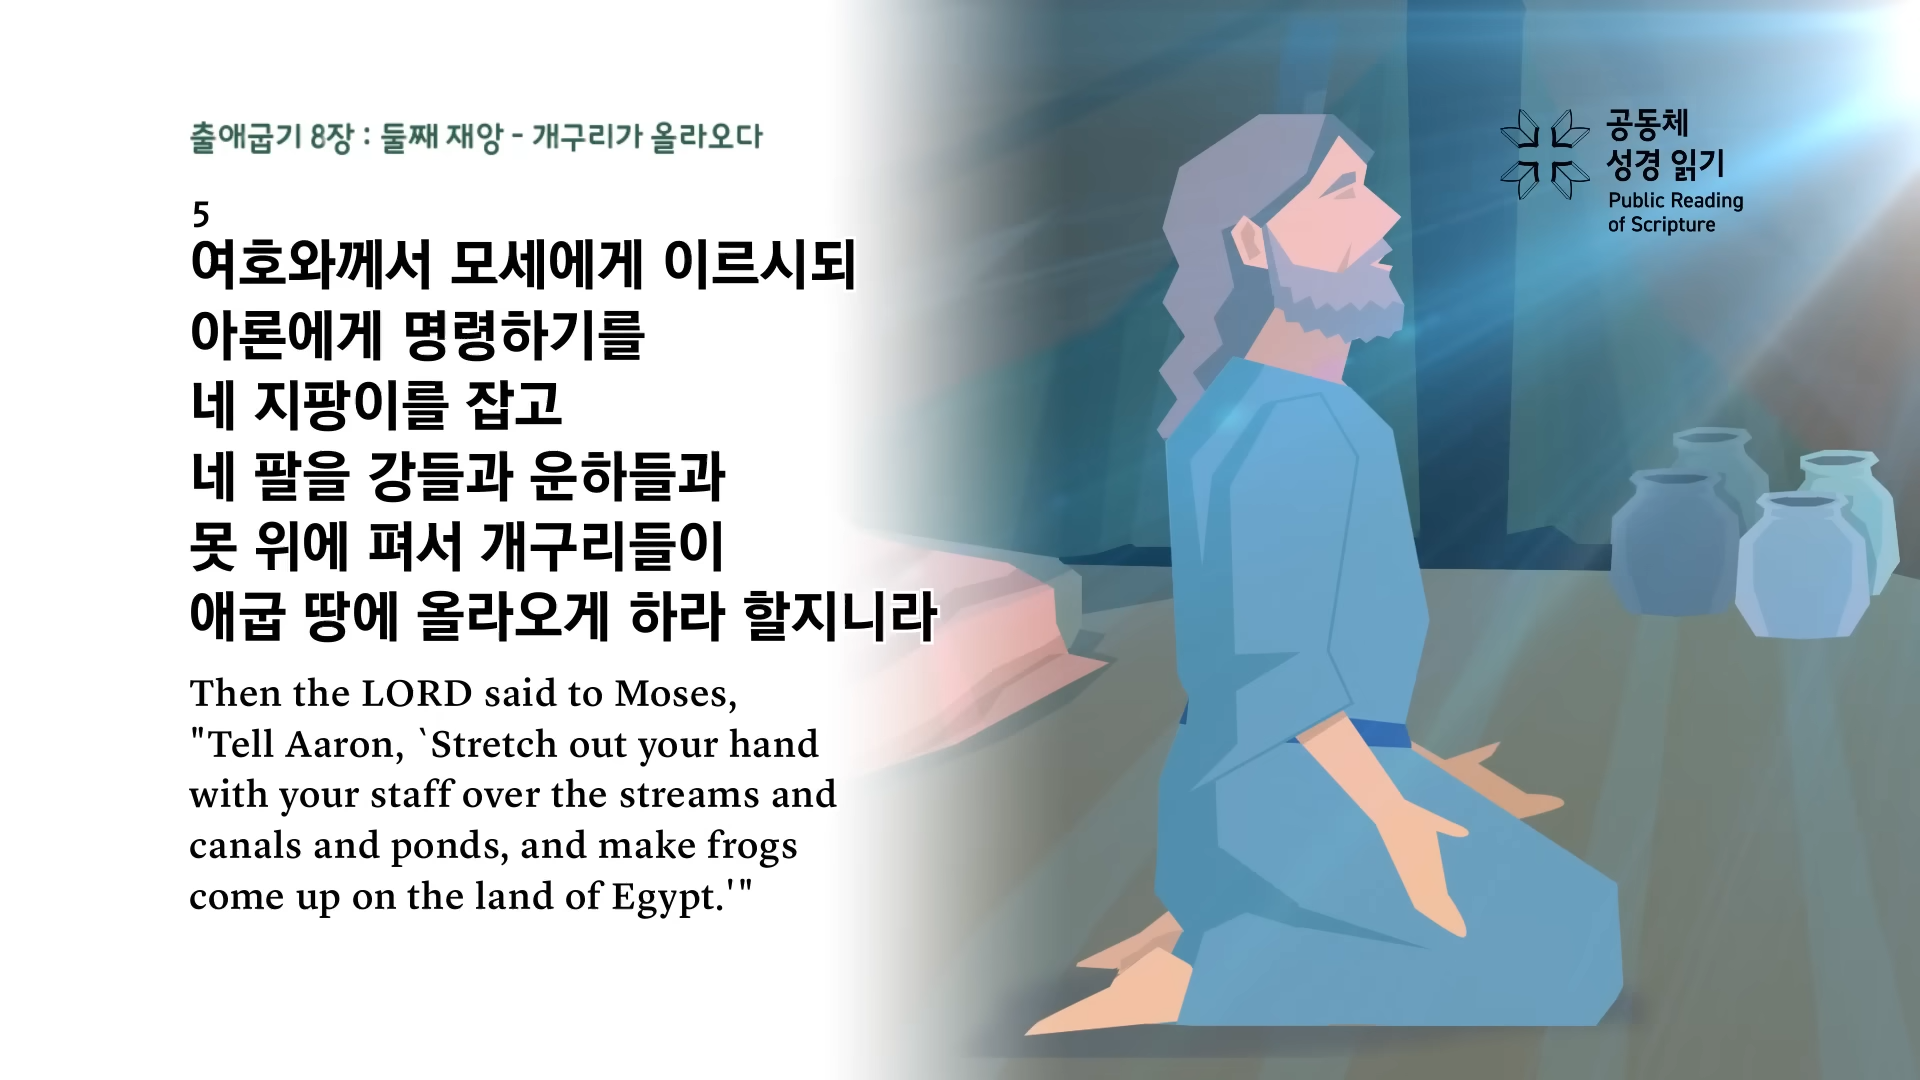 출애굽기 8장 : 둘째 재앙 - 개구리가 올라오다
5
여호와께서 모세에게 이르시되
아론에게 명령하기를
네 지팡이를 잡고
네 팔을 강들과 운하들과
못 위에 펴서 개구리들이
애굽 땅에 올라오게 하라 할지니라
Then the LORD said to Moses,
"Tell Aaron, `Stretch out your hand
with your staff over the streams and
canals and ponds, and make frogs
come up on the land of Egypt.'"
공동체
성경 읽기
Public Reading
of Scripture